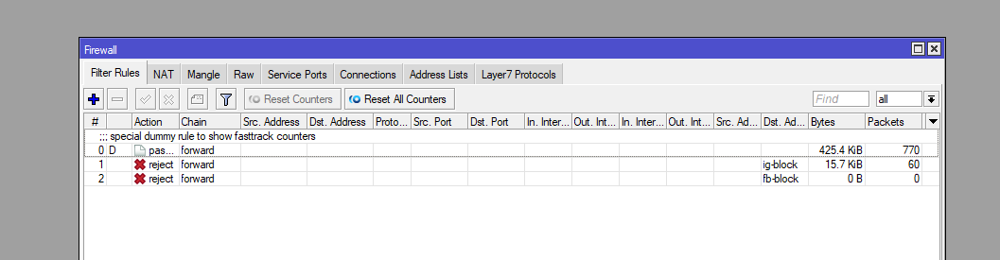 Firewall
Filter Rules NAT Mangle Raw Service Ports Connections Address Lists Layer7 Protocols
Reset Counters Reset All Counters Find all
# Action Chain Src. Address Dst. Address Proto... Src. Port Dst. Port In. Inter... Out. Int... In. Inter... Out. Int... Src. Ad... Dst. Ad... Bytes Packets
;;; special dummy rule to show fasttrack counters
0 D pas... forward 425.4 KiB 770
1 reject forward ig-block 15.7 KiB 60
2 reject forward fb-block 0 B 0